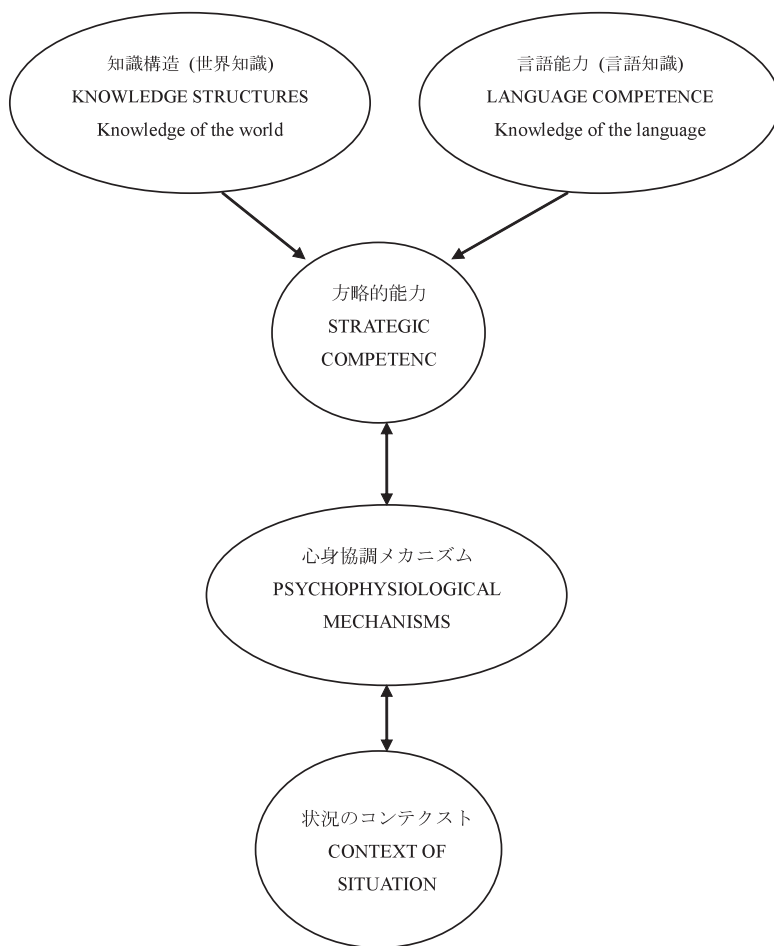 知識構造 (世界知識)
KNOWLEDGE STRUCTURES
Knowledge of the world
言語能力 (言語知識)
LANGUAGE COMPETENCE
Knowledge of the language
方略的能力
STRATEGIC
COMPETENC
心身協調メカニズム
PSYCHOPHYSIOLOGICAL
MECHANISMS
状況のコンテクスト
CONTEXT OF
SITUATION